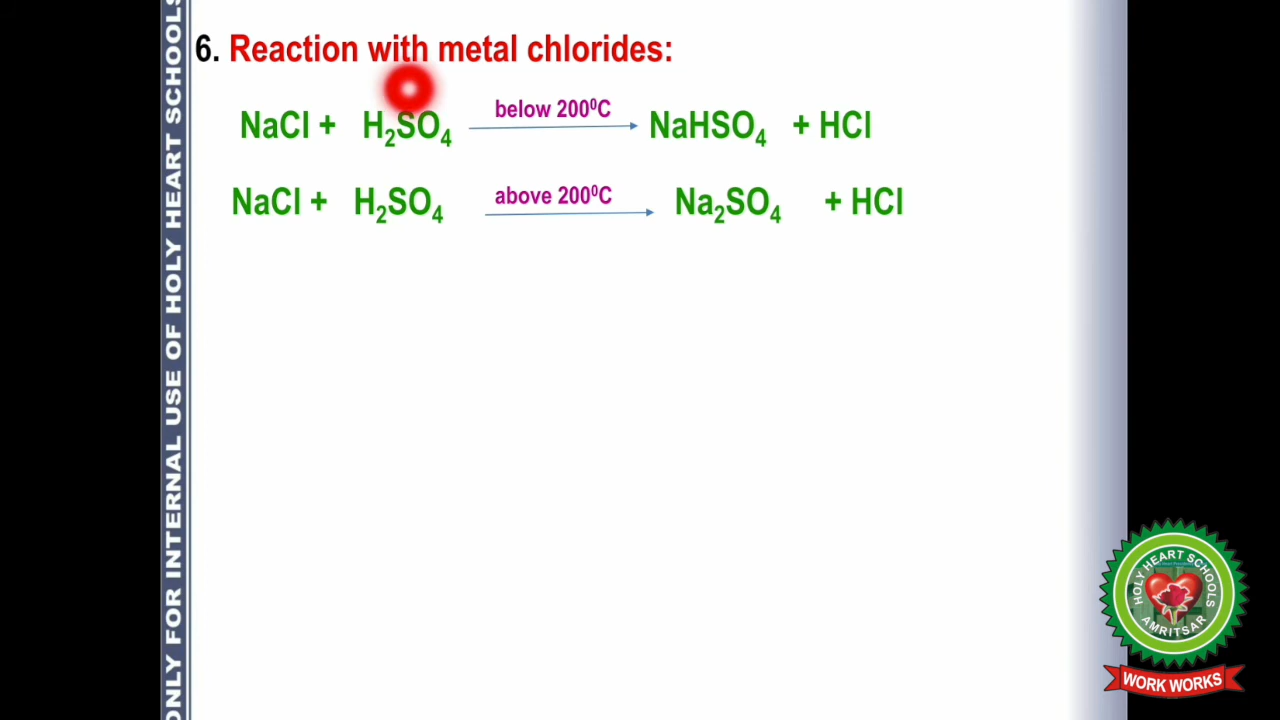 6. Reaction with metal chlorides:
NaCl + H₂SO₄ below 200⁰C NaHSO₄ + HCl
NaCl + H₂SO₄ above 200⁰C Na₂SO₄ + HCl
ONLY FOR INTERNAL USE OF HOLY HEART SCHOOLS
HOLY HEART SCHOOLS
AMRITSAR
WORK WORKS